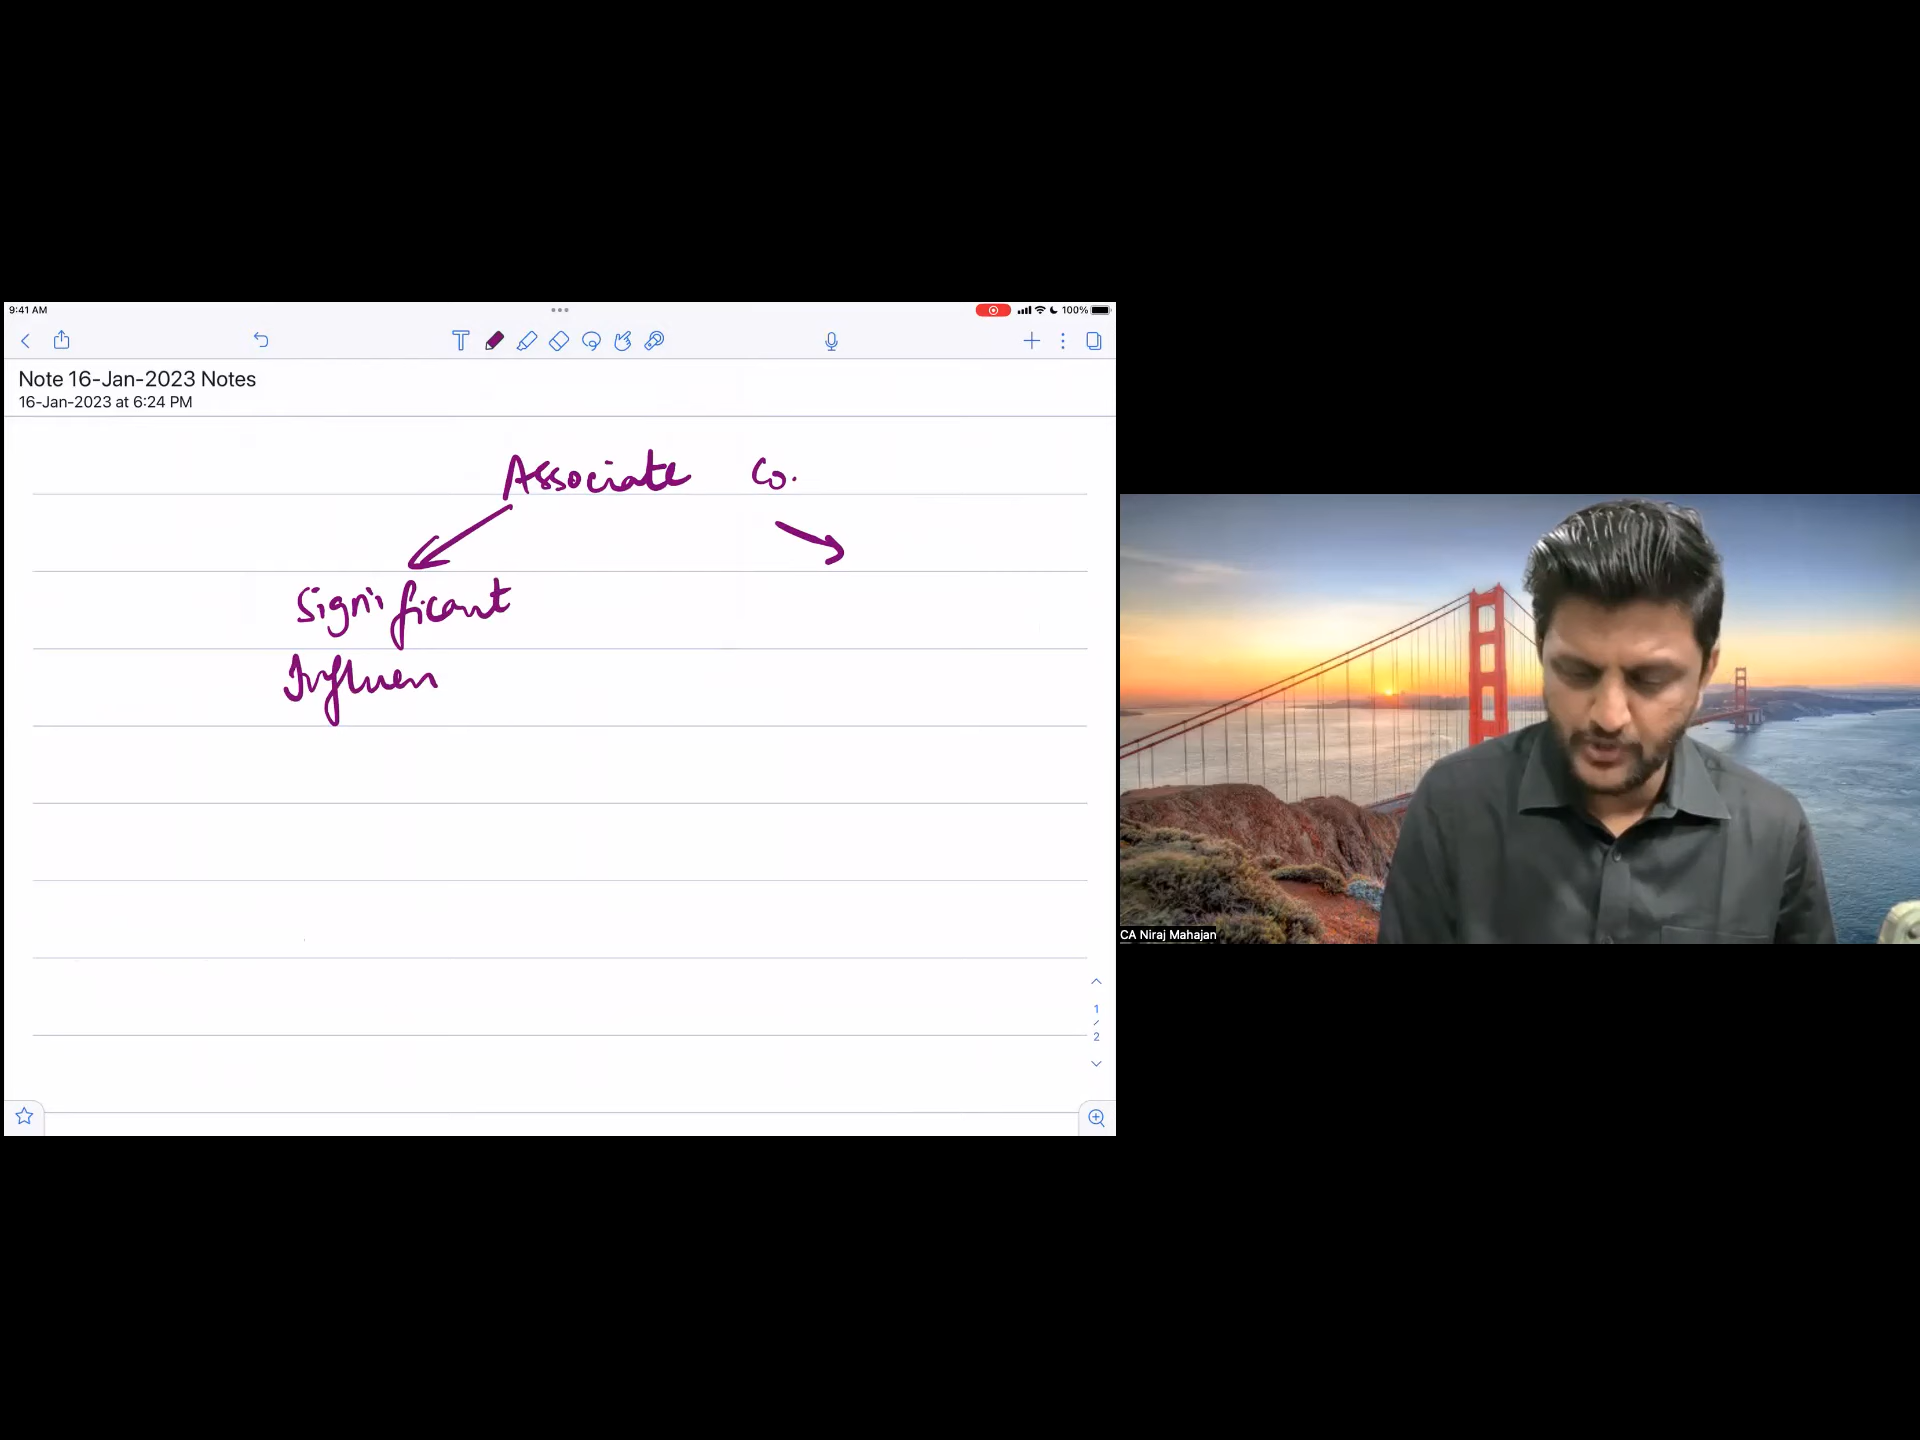 9:41 AM
100%
Note 16-Jan-2023 Notes
16-Jan-2023 at 6:24 PM
Associate Co.
Significant
Influen
CA Niraj Mahajan
1
/
2